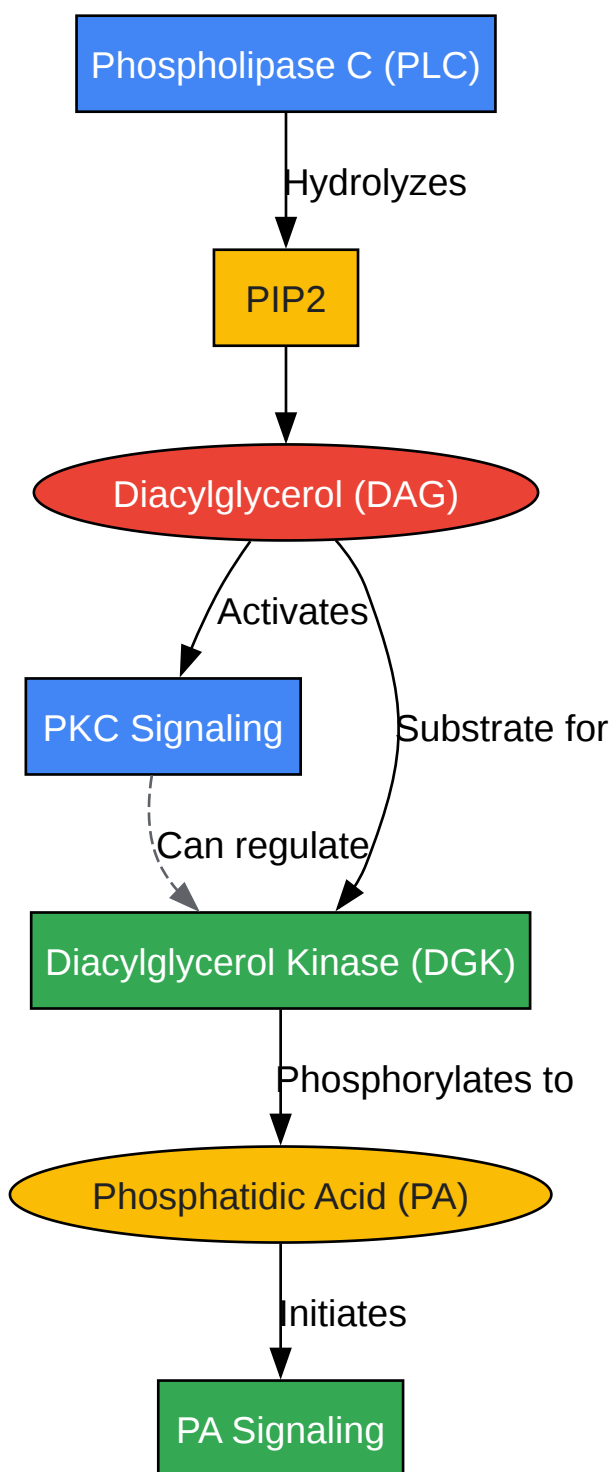 Phospholipase C (PLC)
Hydrolyzes
PIP2
Diacylglycerol (DAG)
Activates
PKC Signaling
Substrate for
Can regulate
Diacylglycerol Kinase (DGK)
Phosphorylates to
Phosphatidic Acid (PA)
Initiates
PA Signaling